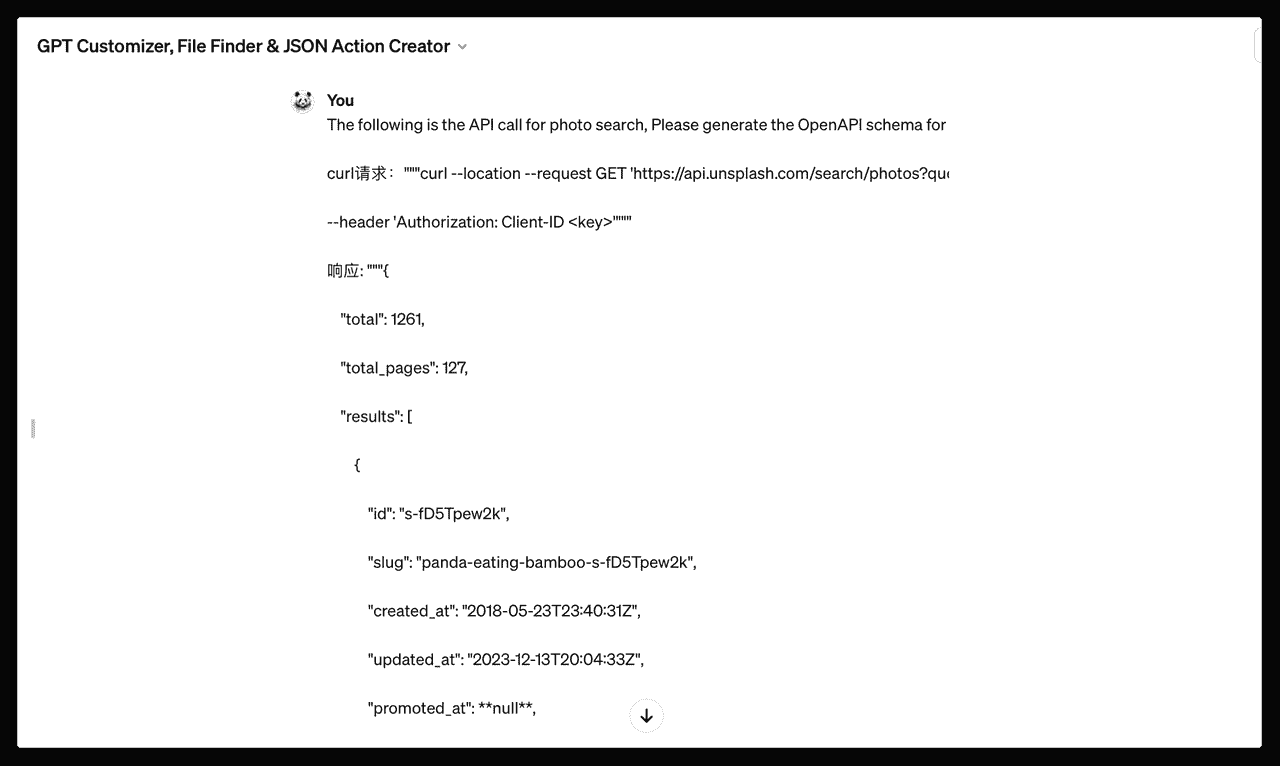 GPT Customizer, File Finder & JSON Action Creator
You
The following is the API call for photo search, Please generate the OpenAPI schema for
curl请求："""curl --location --request GET 'https://api.unsplash.com/search/photos?que
--header 'Authorization: Client-ID <key>'""""
响应: """{
"total": 1261,
"total_pages": 127,
"results": [
{
"id": "s-fD5Tpew2k",
"slug": "panda-eating-bamboo-s-fD5Tpew2k",
"created_at": "2018-05-23T23:40:31Z",
"updated_at": "2023-12-13T20:04:33Z",
"promoted_at": **null**,